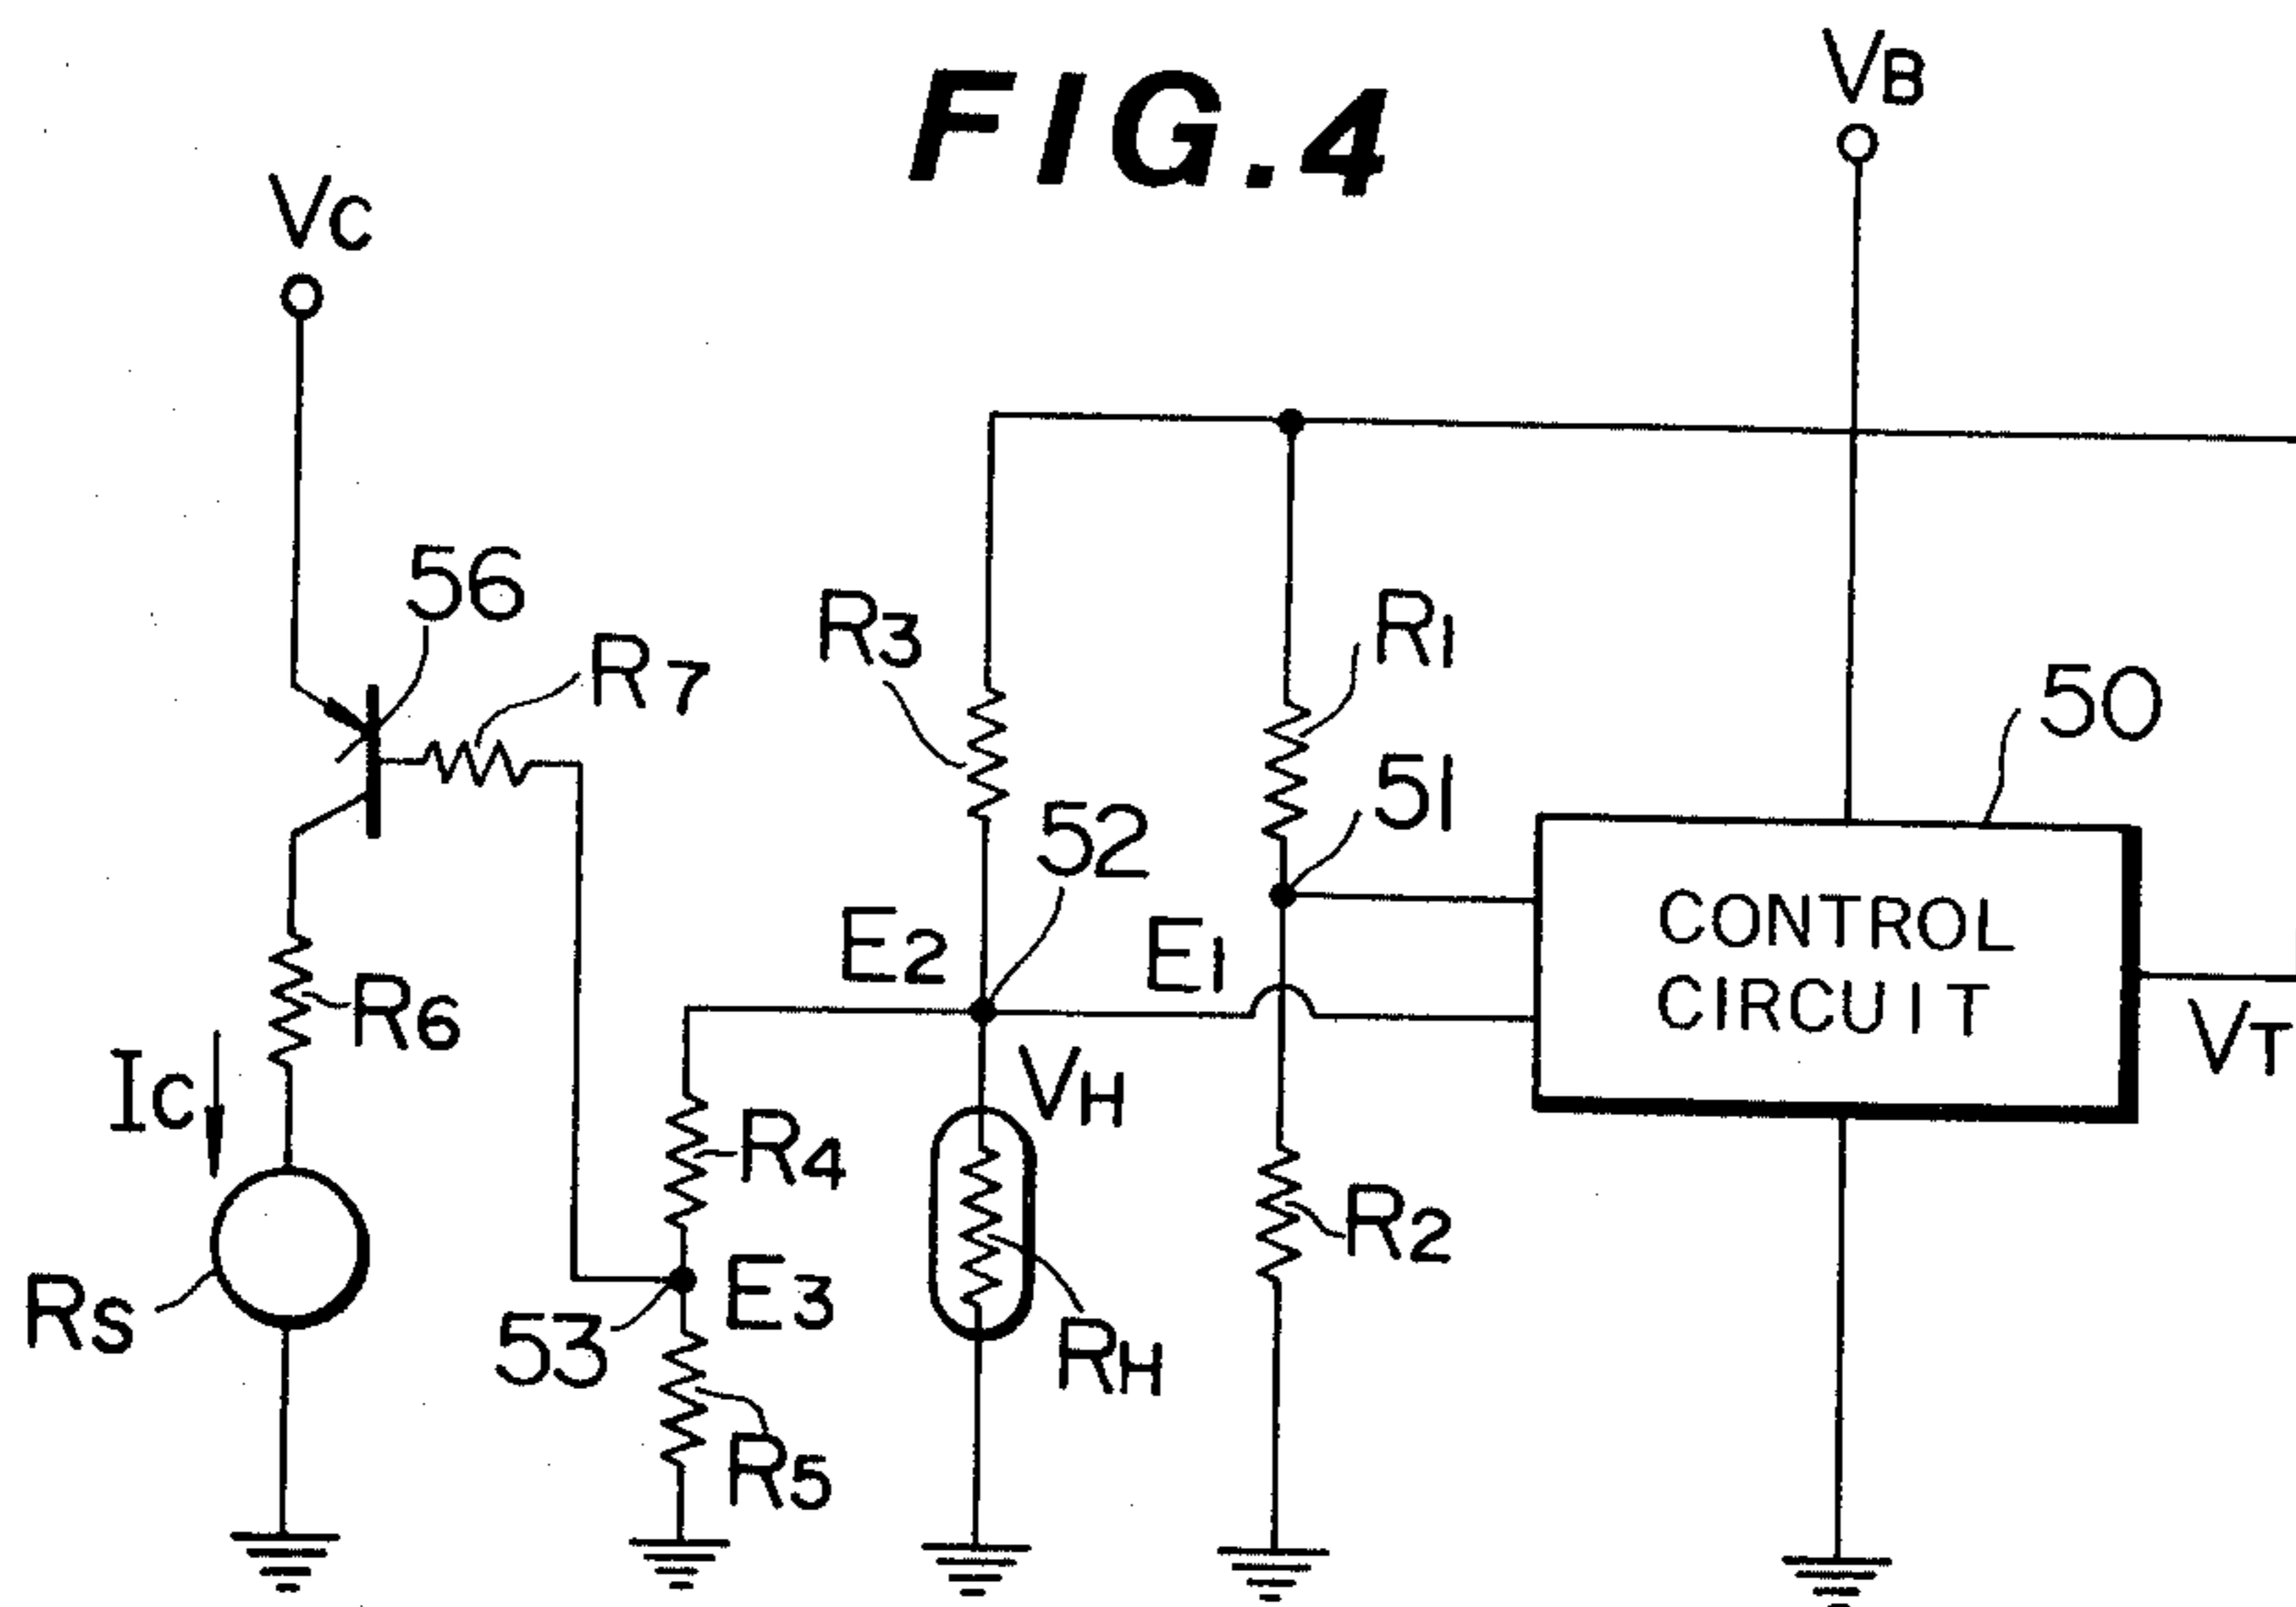 FIG.4
VB
VC
56
R7
R3
R1
50
51
52
CONTROL
CIRCUIT
E2
E1
R6
VT
IC
VH
R4
R2
E3
RS
53
RH
R5